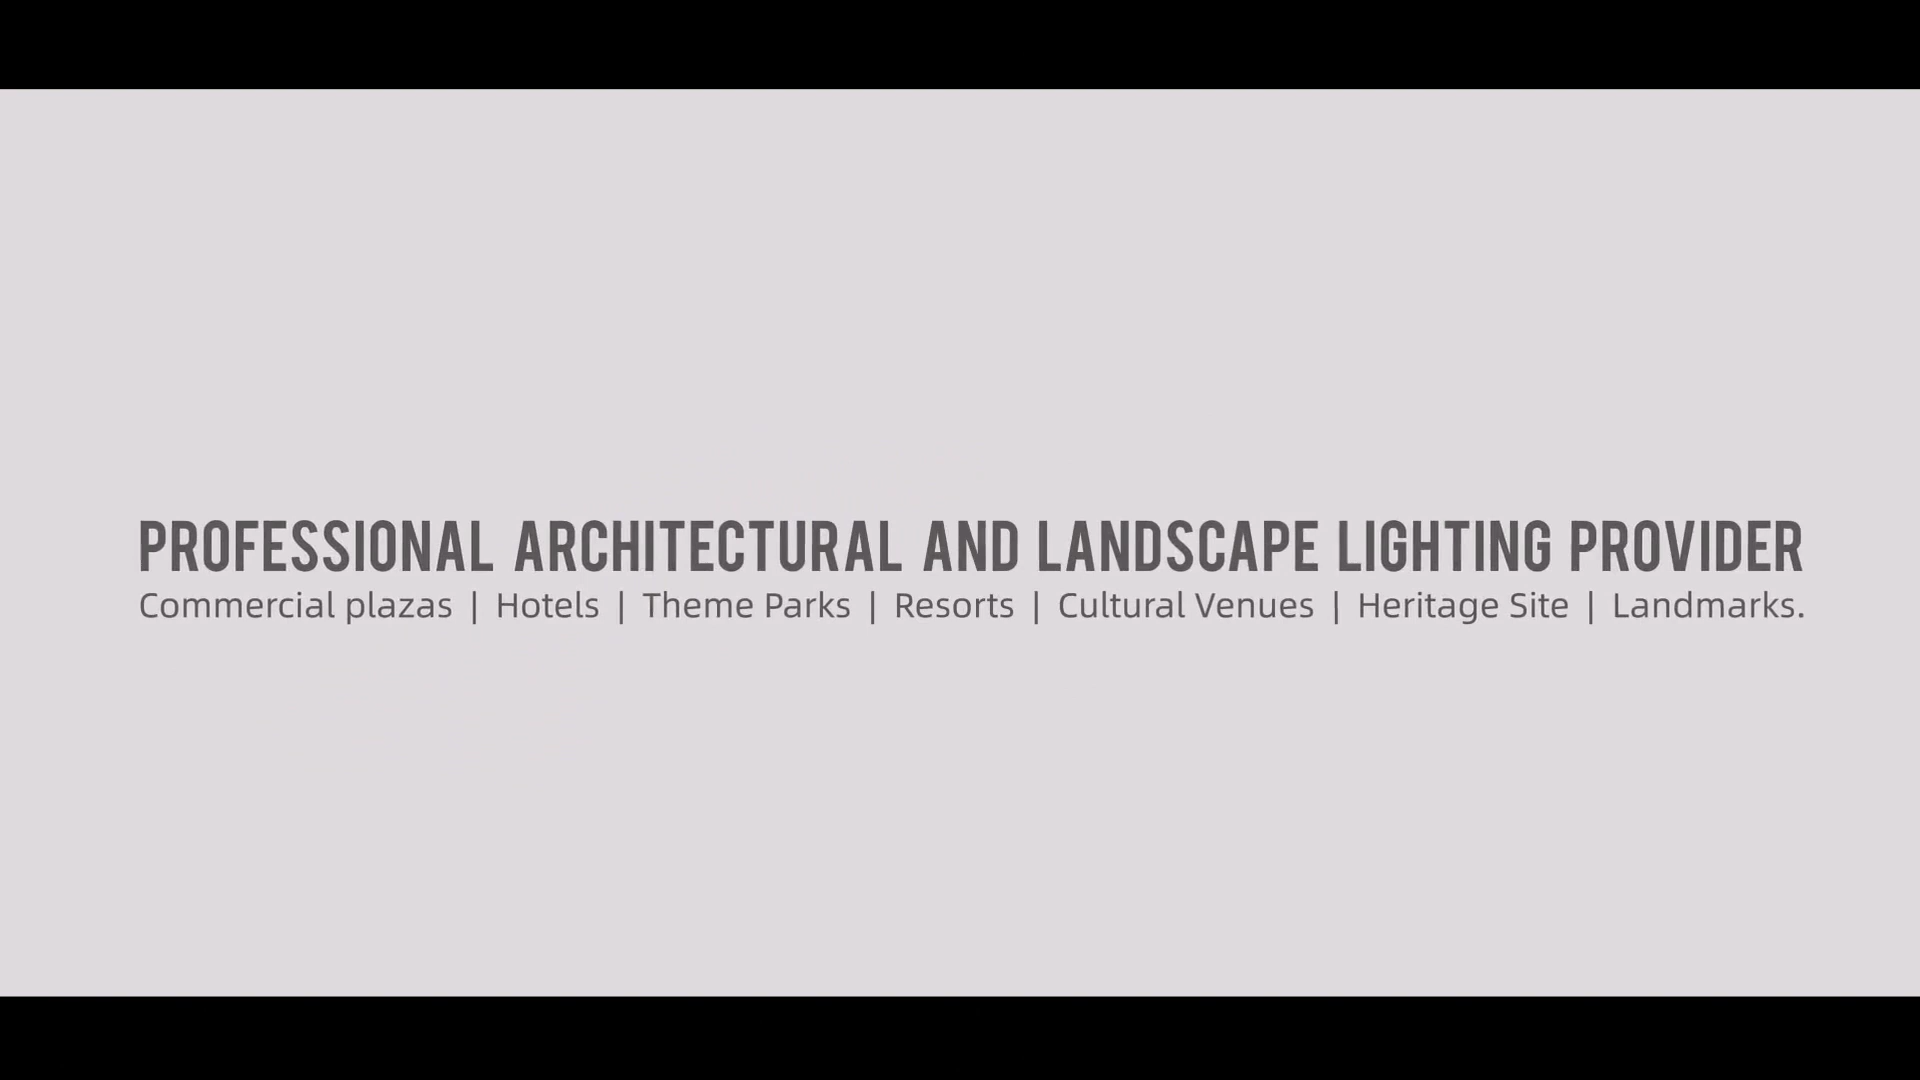 PROFESSIONAL ARCHITECTURAL AND LANDSCAPE LIGHTING PROVIDER
Commercial plazas | Hotels | Theme Parks | Resorts | Cultural Venues | Heritage Site | Landmarks.